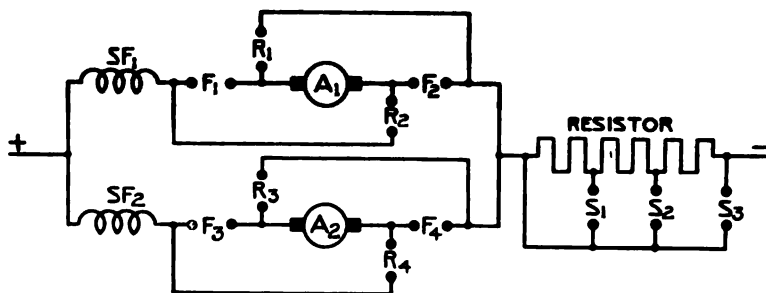 SF1 F1 R1 A1 R2 F2
+ RESISTOR −
SF2 F3 R3 A2 R4 F4
S1 S2 S3